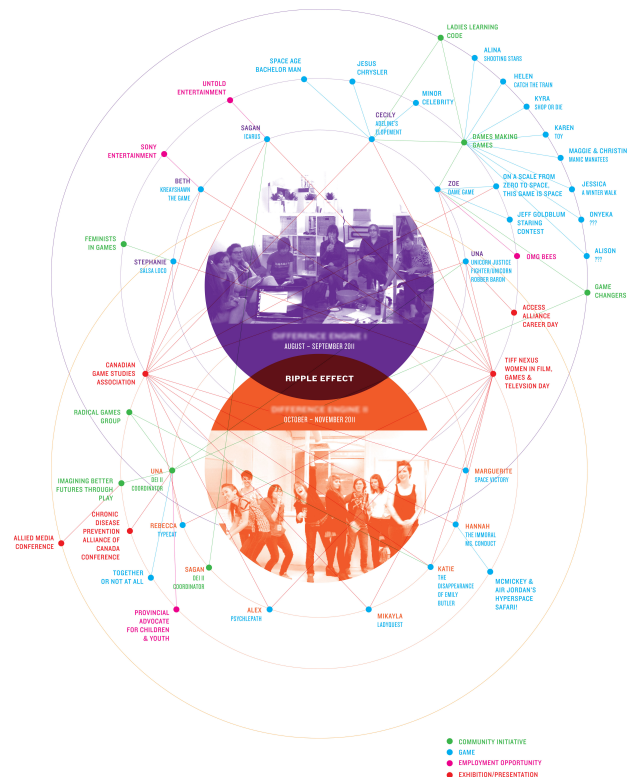 LADIES LEARNING
CODE
ALINA
SHOOTING STARS
SPACE AGE
BACHELOR MAN
JESUS
CHRYSLER
HELEN
CATCH THE TRAIN
UNTOLD
ENTERTAINMENT
MINOR
CELEBRITY
KYRA
SHOP OR DIE
CECILY
ADELINE'S
ELOPEMENT
SAGAN
ICARUS
KAREN
TOY
DAMES MAKING
GAMES
SONY
ENTERTAINMENT
MAGGIE & CHRISTIN
MANIC MANATEES
BETH
KREAYSHAWN
THE GAME
ZOE
DAME GAME
ON A SCALE FROM
ZERO TO SPACE,
THIS GAME IS SPACE
JESSICA
A WINTER WALK
JEFF GOLDBLUM
STARING
CONTEST
ONYEKA
???
FEMINISTS
IN GAMES
STEPHANIE
SALSA LOCO
UNA
UNICORN JUSTICE
FIGHTER/UNICORN
ROBBER BARON
OMG BEES
ALISON
???
GAME
CHANGERS
ACCESS
ALLIANCE
CAREER DAY
DIFFERENCE ENGINE I
AUGUST – SEPTEMBER 2011
CANADIAN
GAME STUDIES
ASSOCIATION
RIPPLE EFFECT
TIFF NEXUS
WOMEN IN FILM,
GAMES &
TELEVSION DAY
DIFFERENCE ENGINE II
OCTOBER – NOVEMBER 2011
RADICAL GAMES
GROUP
UNA
DEI II
COORDINATOR
MARGUERITE
SPACE VICTORY
IMAGINING BETTER
FUTURES THROUGH
PLAY
CHRONIC
DISEASE
PREVENTION
ALLIANCE OF
CANADA
CONFERENCE
REBECCA
TYPECAT
HANNAH
THE IMMORAL
MS. CONDUCT
ALLIED MEDIA
CONFERENCE
SAGAN
DEI II
COORDINATOR
KATIE
THE
DISAPPEARANCE
OF EMILY
BUTLER
TOGETHER
OR NOT AT ALL
MCMICKEY &
AIR JORDAN'S
HYPERSPACE
SAFARI!
PROVINCIAL
ADVOCATE
FOR CHILDREN
& YOUTH
ALEX
PSYCHLEPATH
MIKAYLA
LADYQUEST
COMMUNITY INITIATIVE
GAME
EMPLOYMENT OPPORTUNITY
EXHIBITION/PRESENTATION